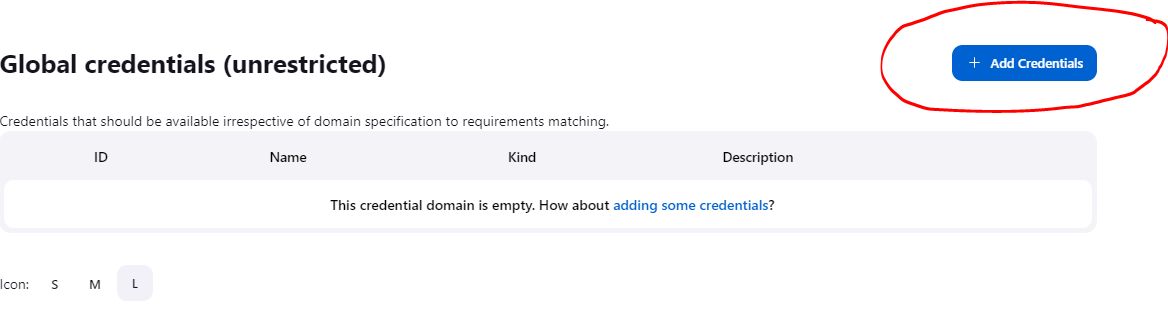 Global credentials (unrestricted)
+ Add Credentials
Credentials that should be available irrespective of domain specification to requirements matching.
ID Name Kind Description
This credential domain is empty. How about adding some credentials?
Icon: S M L